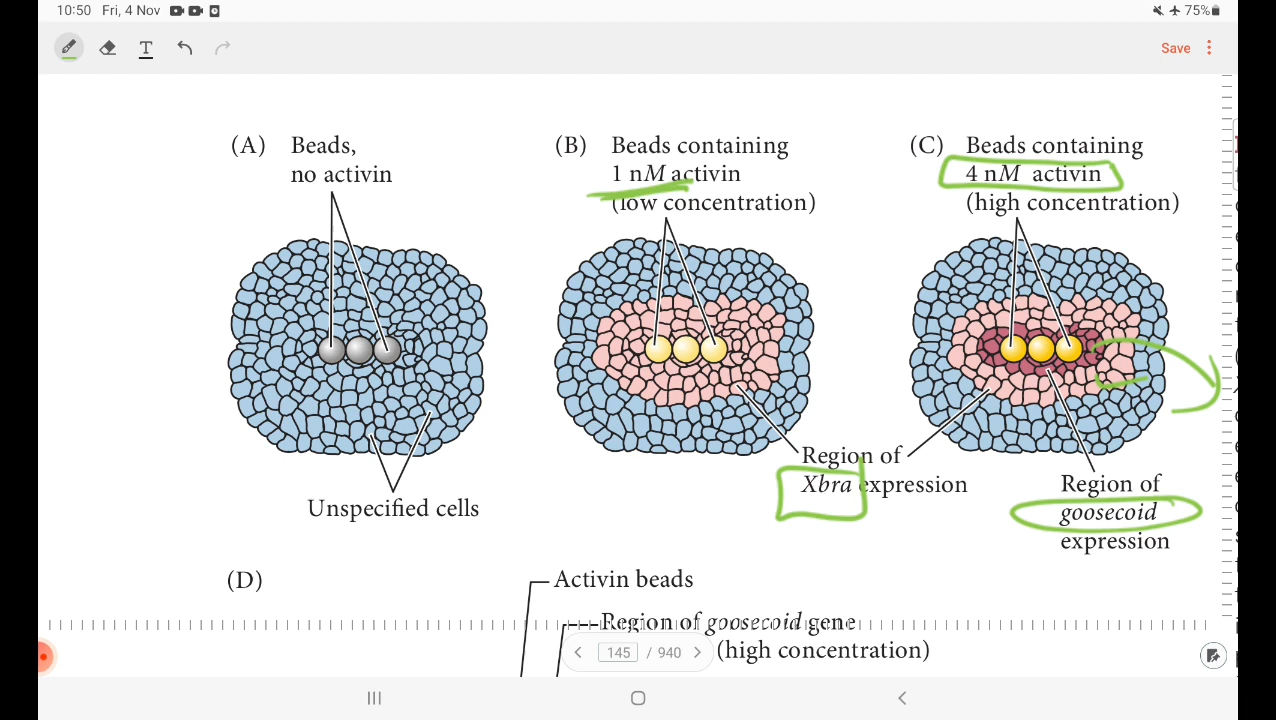 10:50 Fri, 4 Nov
75%
T
Save
(A) Beads,
no activin
(B) Beads containing
1 nM activin
(low concentration)
(C) Beads containing
4 nM activin
(high concentration)
Unspecified cells
Region of
Xbra expression
Region of
goosecoid
expression
(D)
Activin beads
Region of goosecoid gene
(high concentration)
145 / 940